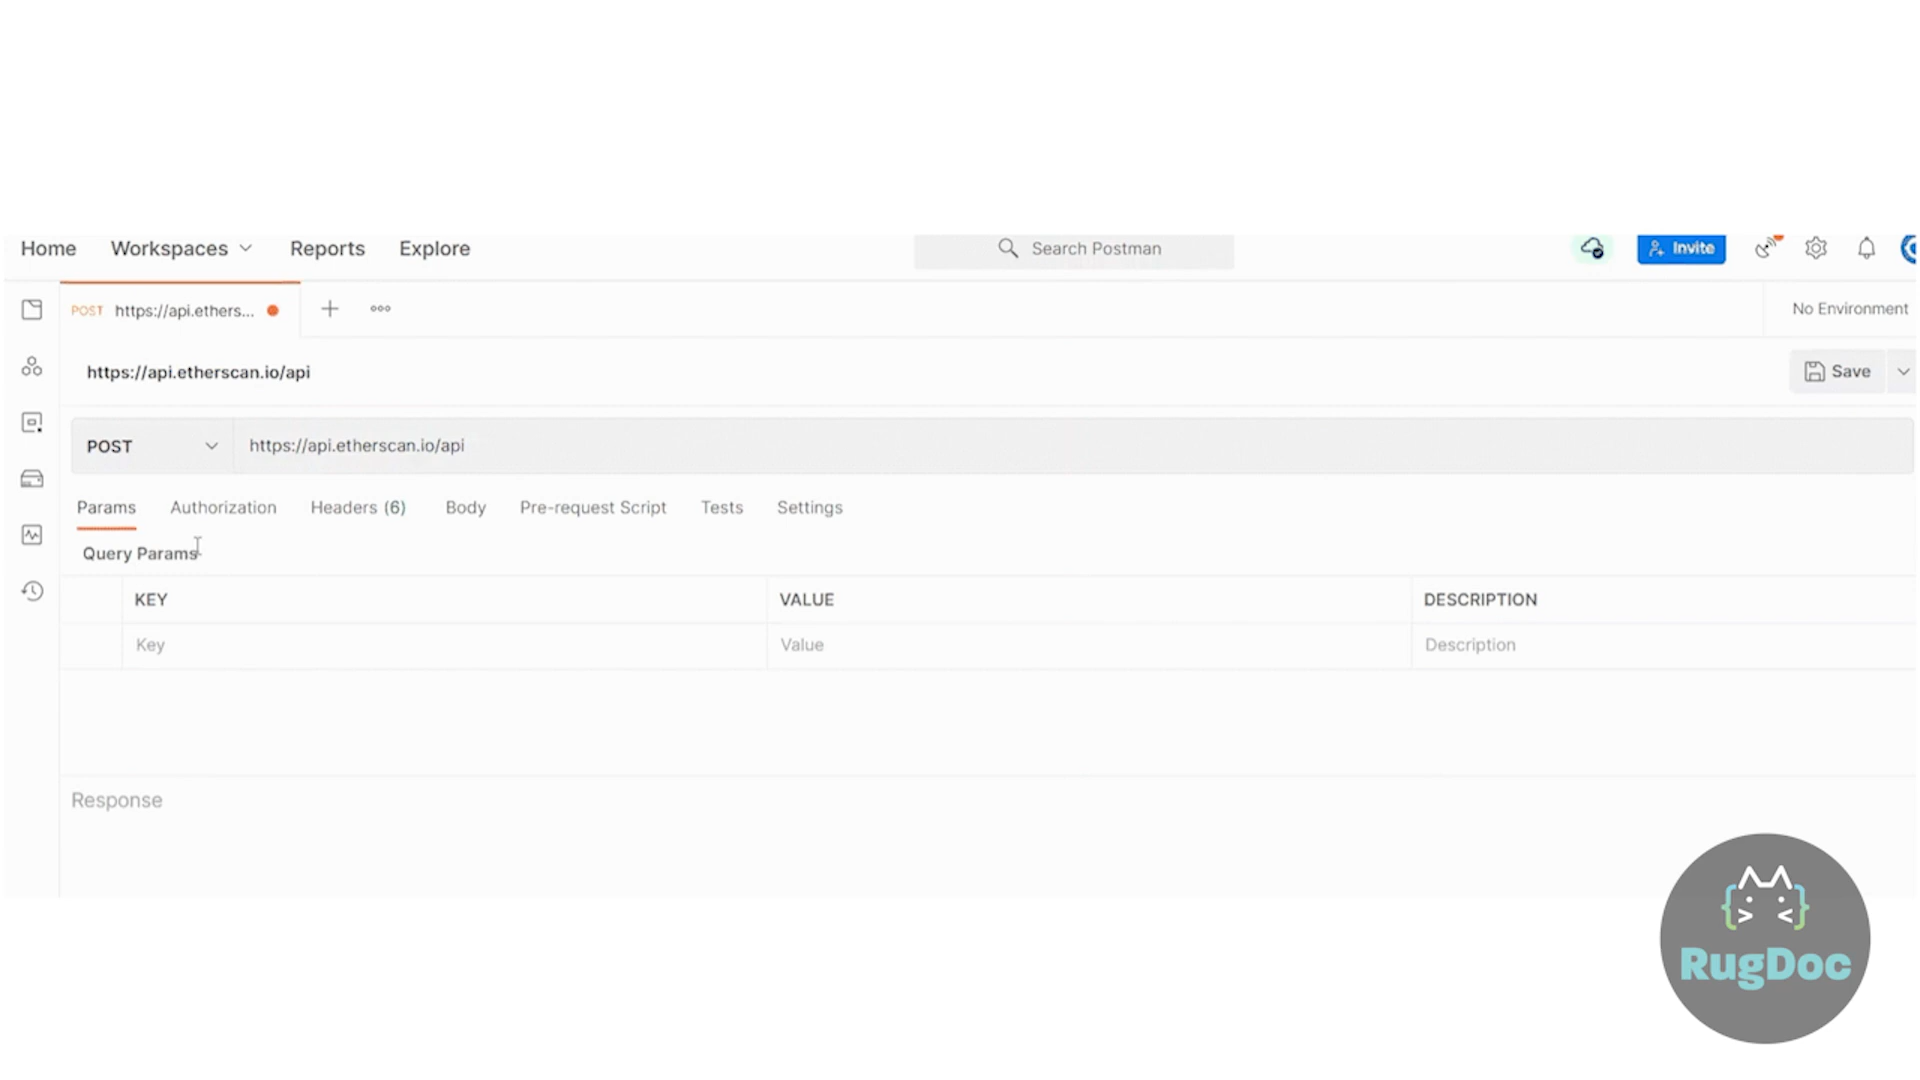 Home Workspaces Reports Explore Search Postman Invite
POST https://api.ethers... No Environment
https://api.etherscan.io/api Save
POST https://api.etherscan.io/api
Params Authorization Headers (6) Body Pre-request Script Tests Settings
Query Params
KEY VALUE DESCRIPTION
Key Value Description
Response
RugDoc